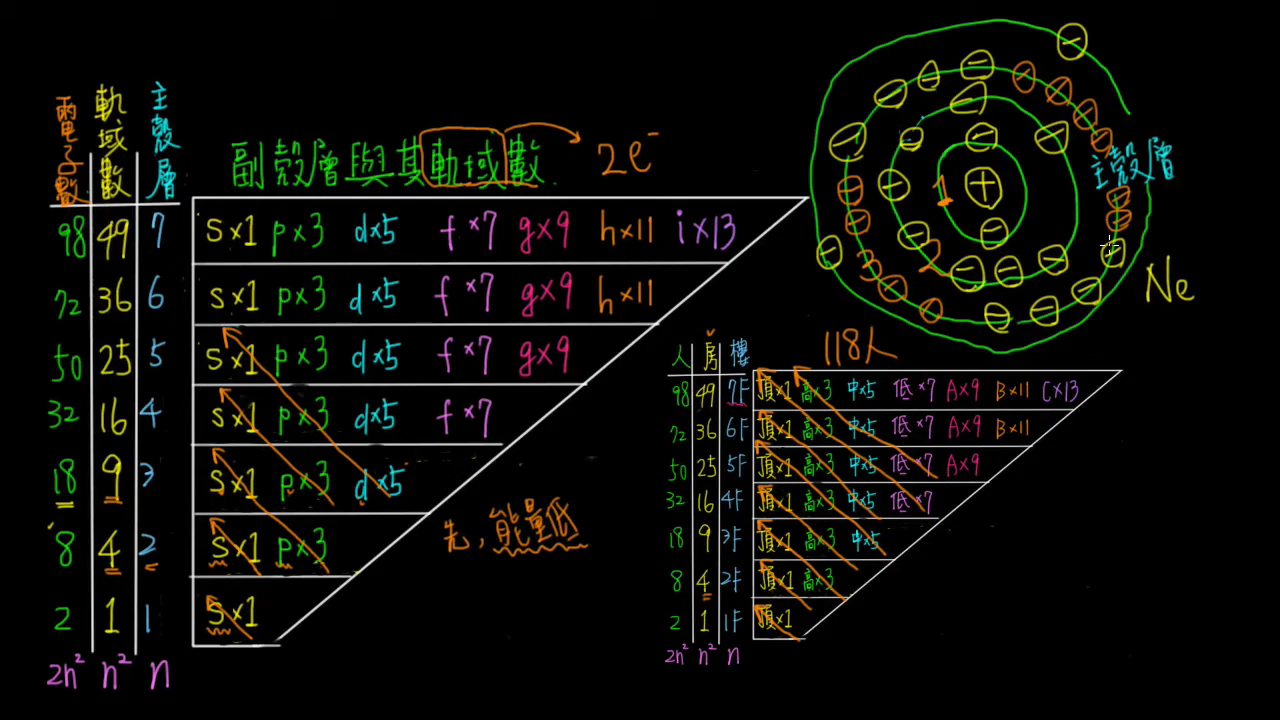 副殼層與其軌域數 2e⁻
電子數 軌域數 主殼層
98 49 7 s×1 p×3 d×5 f×7 g×9 h×11 i×13
72 36 6 s×1 p×3 d×5 f×7 g×9 h×11
50 25 5 s×1 p×3 d×5 f×7 g×9
32 16 4 s×1 p×3 d×5 f×7
18 9 3 s×1 p×3 d×5
8 4 2 s×1 p×3
2 1 1 s×1
2n² n² n
先,能量低
+ 1 2 3
主殼層
Ne
118人
人 房 樓
98 49 7F 頂×1 高×3 中×5 低×7 A×9 B×11 C×13
72 36 6F 頂×1 高×3 中×5 低×7 A×9 B×11
50 25 5F 頂×1 高×3 中×5 低×7 A×9
32 16 4F 頂×1 高×3 中×5 低×7
18 9 3F 頂×1 高×3 中×5
8 4 2F 頂×1 高×3
2 1 1F 頂×1
2n² n² n